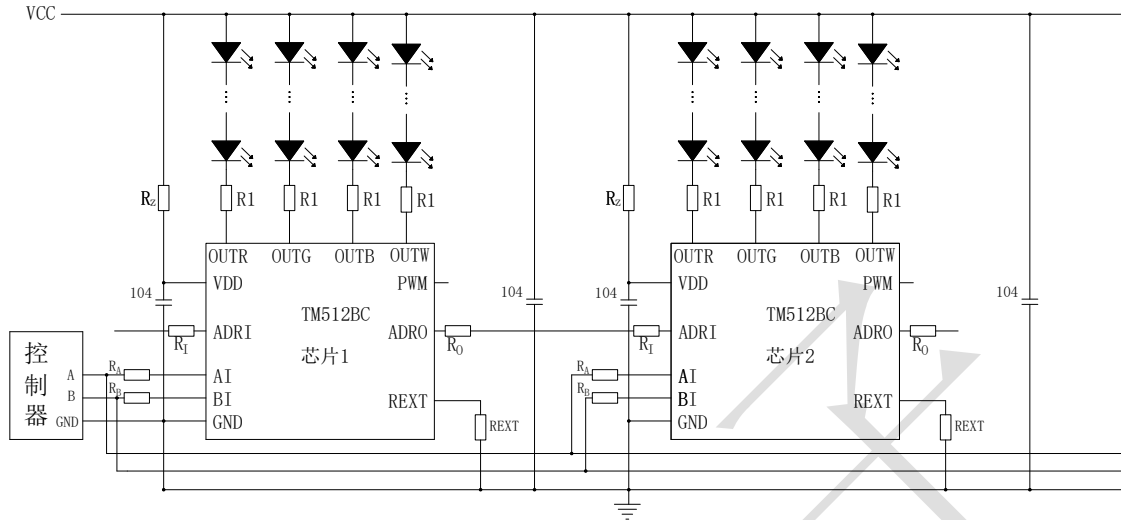 VCC
Rz R1 R1 R1 R1 Rz R1 R1 R1 R1
OUTR OUTG OUTB OUTW OUTR OUTG OUTB OUTW
VDD PWM VDD PWM
104 104 104 104
TM512BC TM512BC
ADRI ADRO ADRI ADRO
RI RO RI RO
芯片1 芯片2
控制器
A RA AI RA AI
B RB BI REXT RB BI REXT
GND GND REXT GND REXT